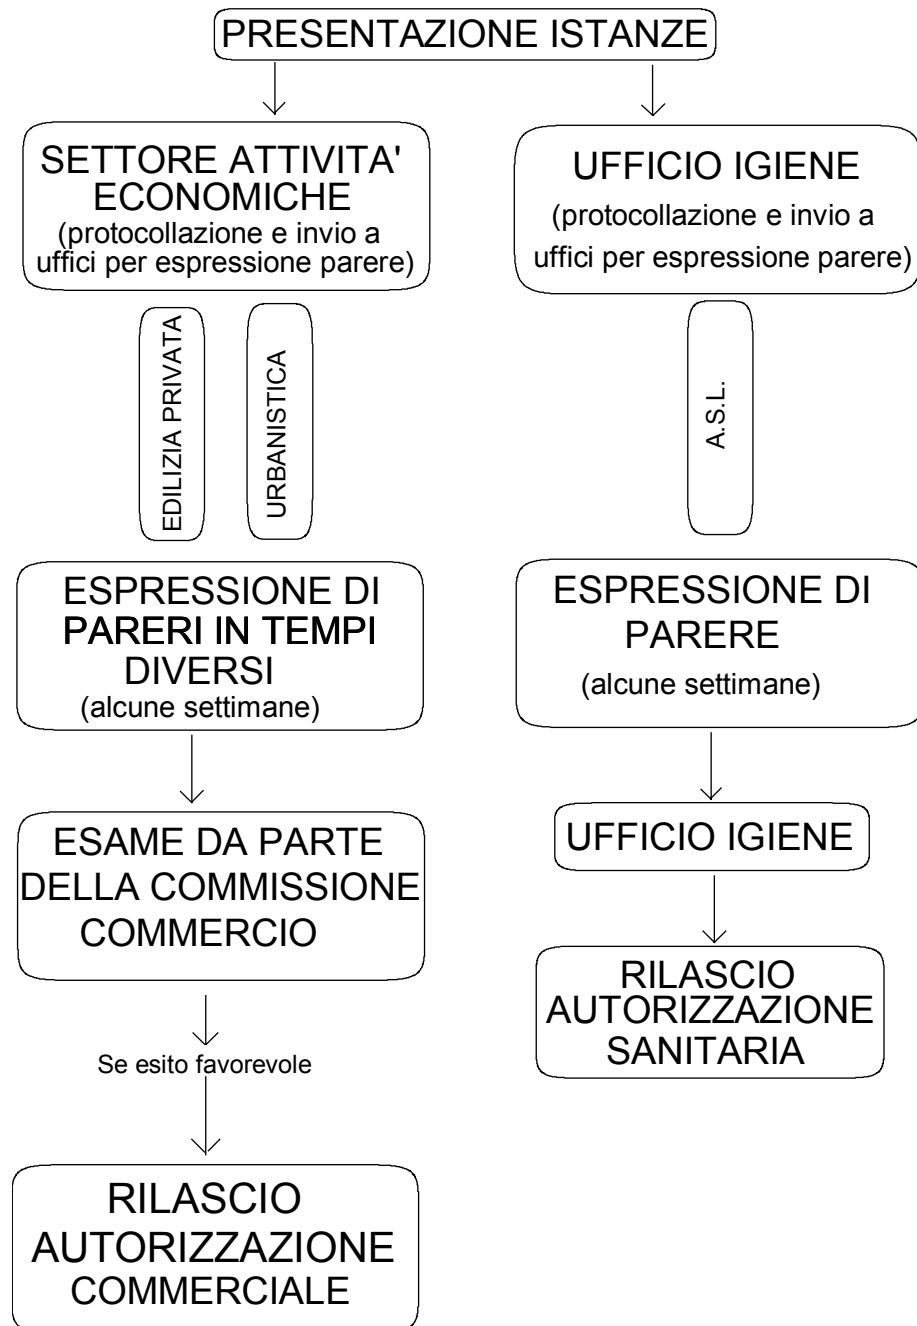 PRESENTAZIONE ISTANZE
SETTORE ATTIVITA'
ECONOMICHE
(protocollazione e invio a
uffici per espressione parere)
EDILIZIA PRIVATA
URBANISTICA
ESPRESSIONE DI
PARERI IN TEMPI
DIVERSI
(alcune settimane)
ESAME DA PARTE
DELLA COMMISSIONE
COMMERCIO
Se esito favorevole
RILASCIO
AUTORIZZAZIONE
COMMERCIALE
UFFICIO IGIENE
(protocollazione e invio a
uffici per espressione parere)
A.S.L.
ESPRESSIONE DI
PARERE
(alcune settimane)
UFFICIO IGIENE
RILASCIO
AUTORIZZAZIONE
SANITARIA